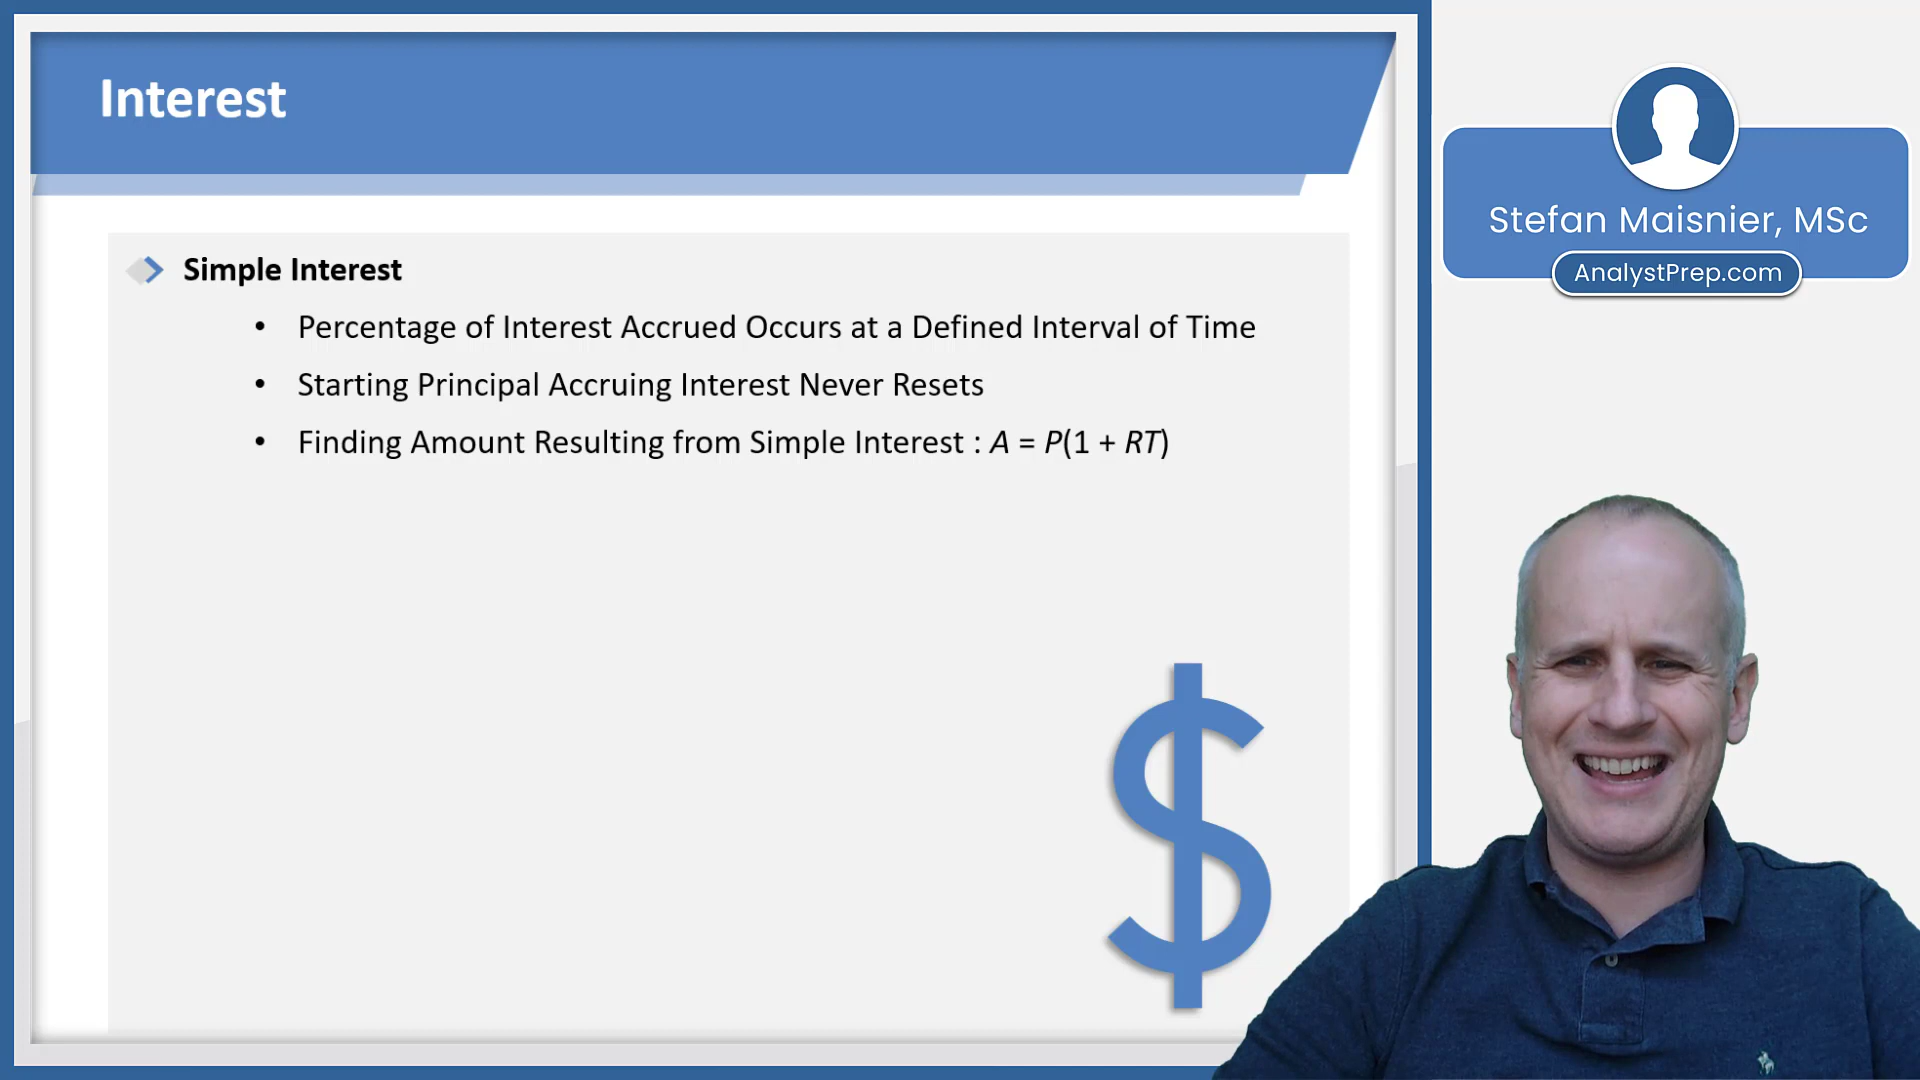 Interest
Simple Interest
• Percentage of Interest Accrued Occurs at a Defined Interval of Time
• Starting Principal Accruing Interest Never Resets
• Finding Amount Resulting from Simple Interest : A = P(1 + RT)
$
Stefan Maisnier, MSc
AnalystPrep.com